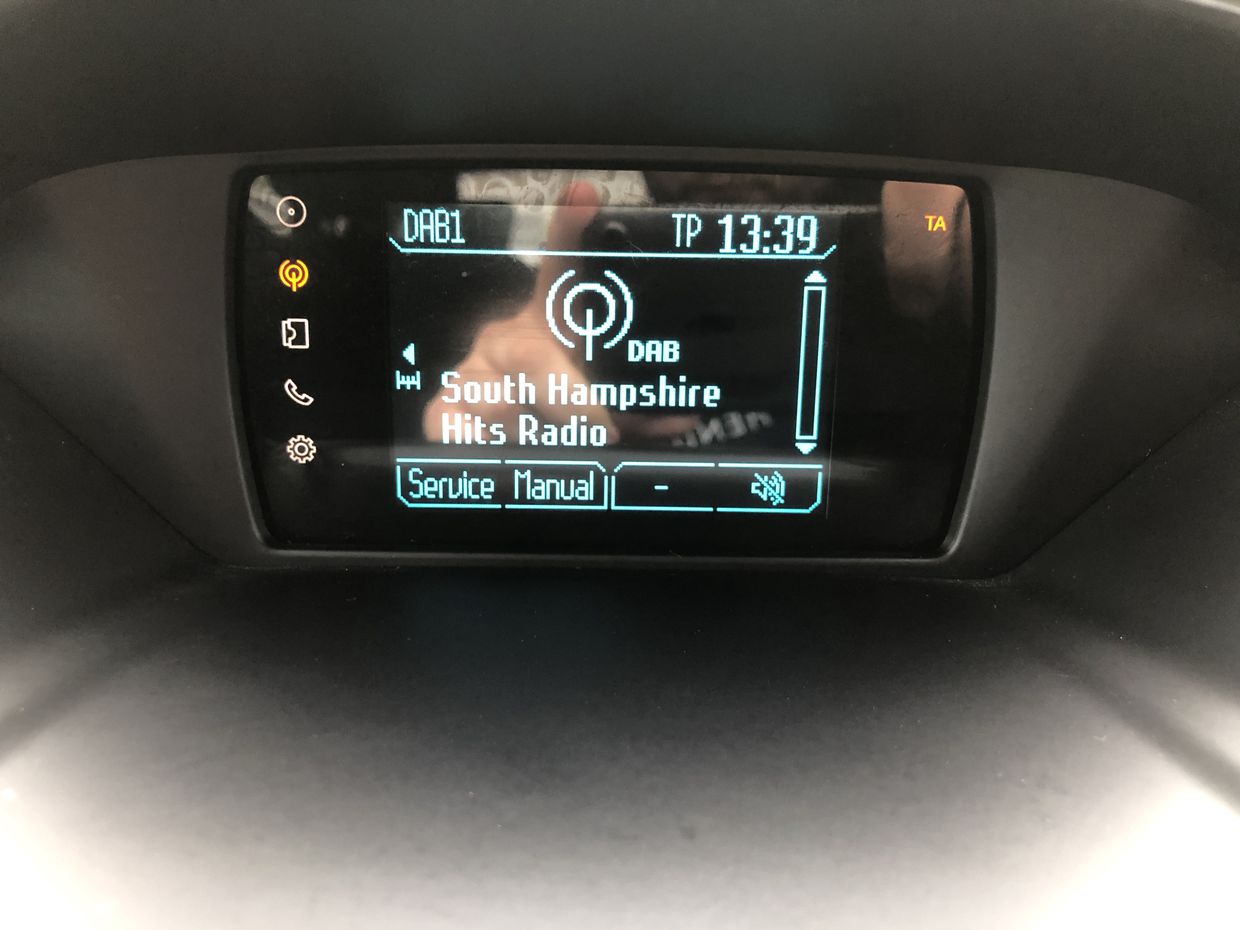 DAB1 TP 13:39
TA
DAB
South Hampshire
Hits Radio
Service Manual -